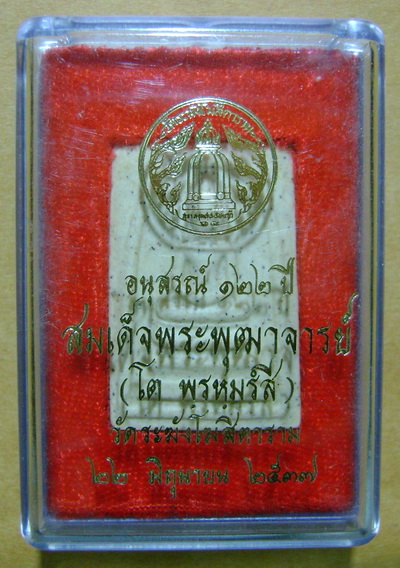 อนุสรณ์ ๑๒๒ ปี
สมเด็จพระพุฒาจารย์
(โต พรหมรังสี)
วัดระฆังโฆสิตาราม
๒๒ มิถุนายน ๒๕๓๗